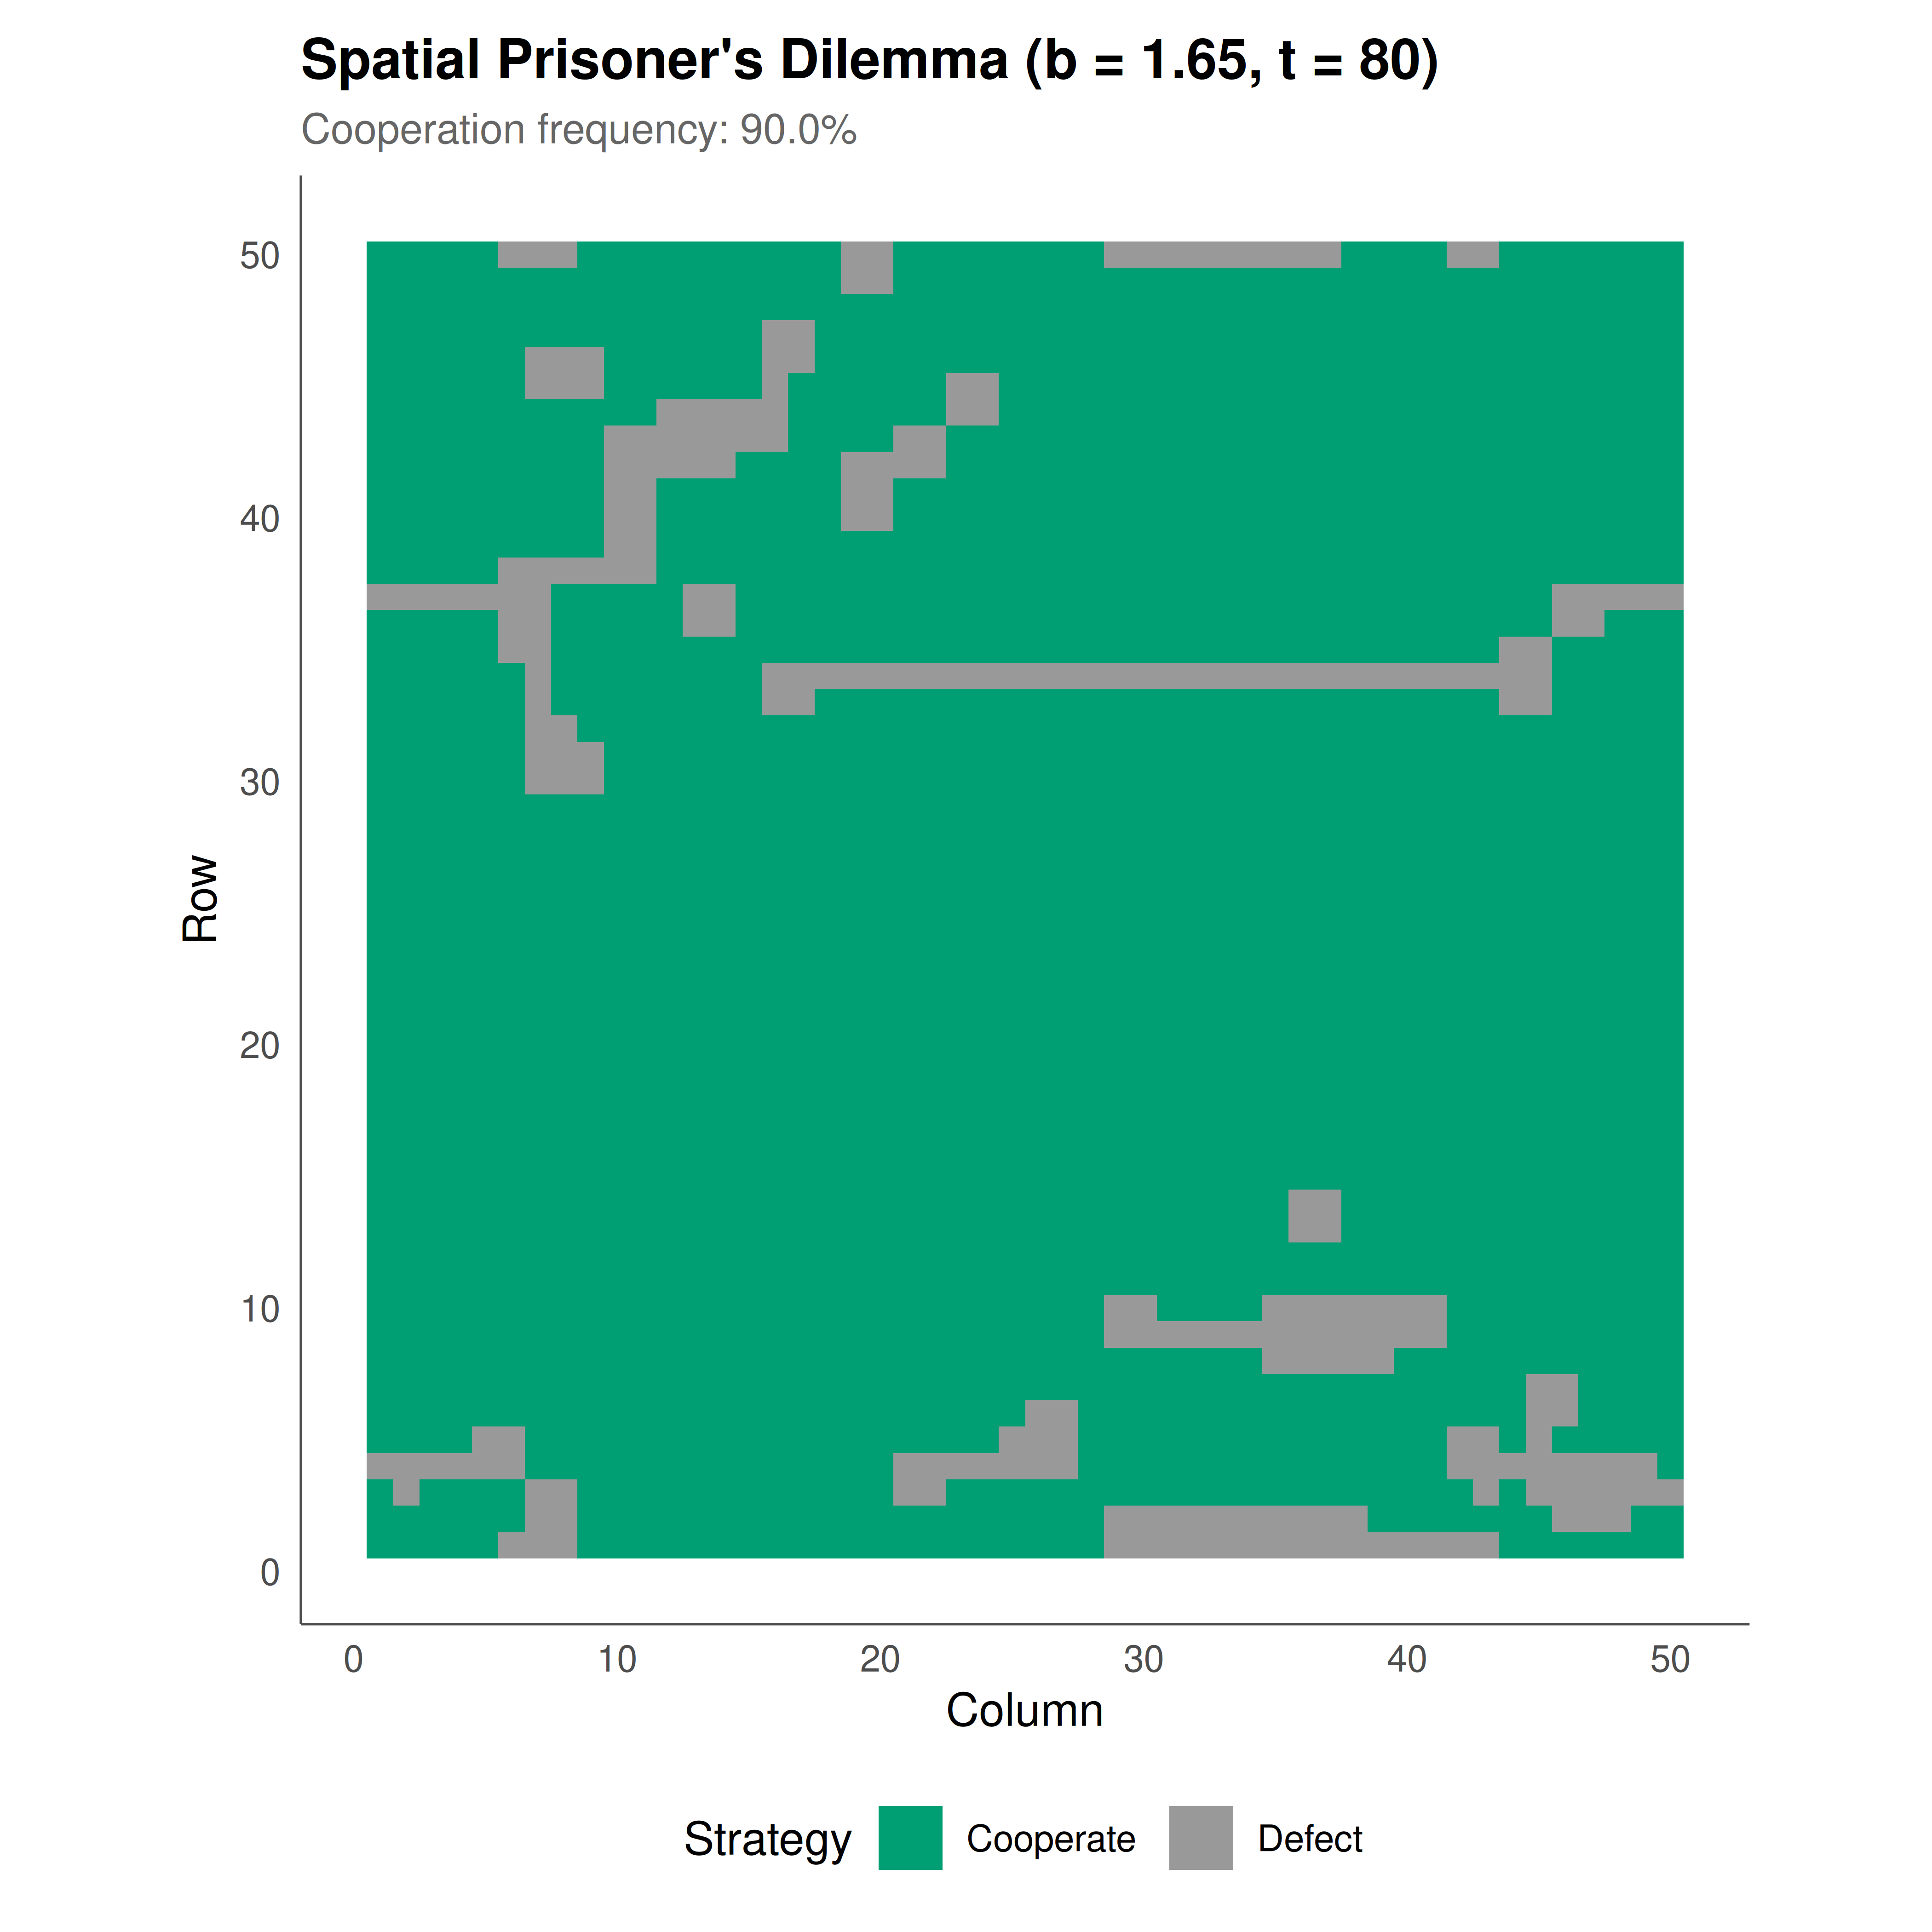 Spatial Prisoner's Dilemma (b = 1.65, t = 80)
Cooperation frequency: 90.0%
50
40
30
20
10
0
Row
0 10 20 30 40 50
Column
Strategy Cooperate Defect